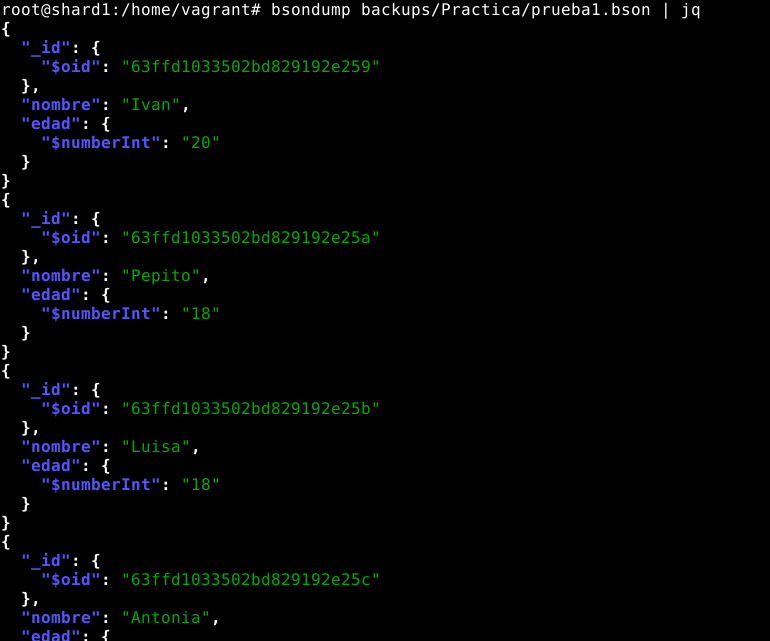 root@shard1:/home/vagrant# bsondump backups/Practica/prueba1.bson | jq
{
  "_id": {
    "$oid": "63ffd1033502bd829192e259"
  },
  "nombre": "Ivan",
  "edad": {
    "$numberInt": "20"
  }
}
{
  "_id": {
    "$oid": "63ffd1033502bd829192e25a"
  },
  "nombre": "Pepito",
  "edad": {
    "$numberInt": "18"
  }
}
{
  "_id": {
    "$oid": "63ffd1033502bd829192e25b"
  },
  "nombre": "Luisa",
  "edad": {
    "$numberInt": "18"
  }
}
{
  "_id": {
    "$oid": "63ffd1033502bd829192e25c"
  },
  "nombre": "Antonia",
  "edad": {